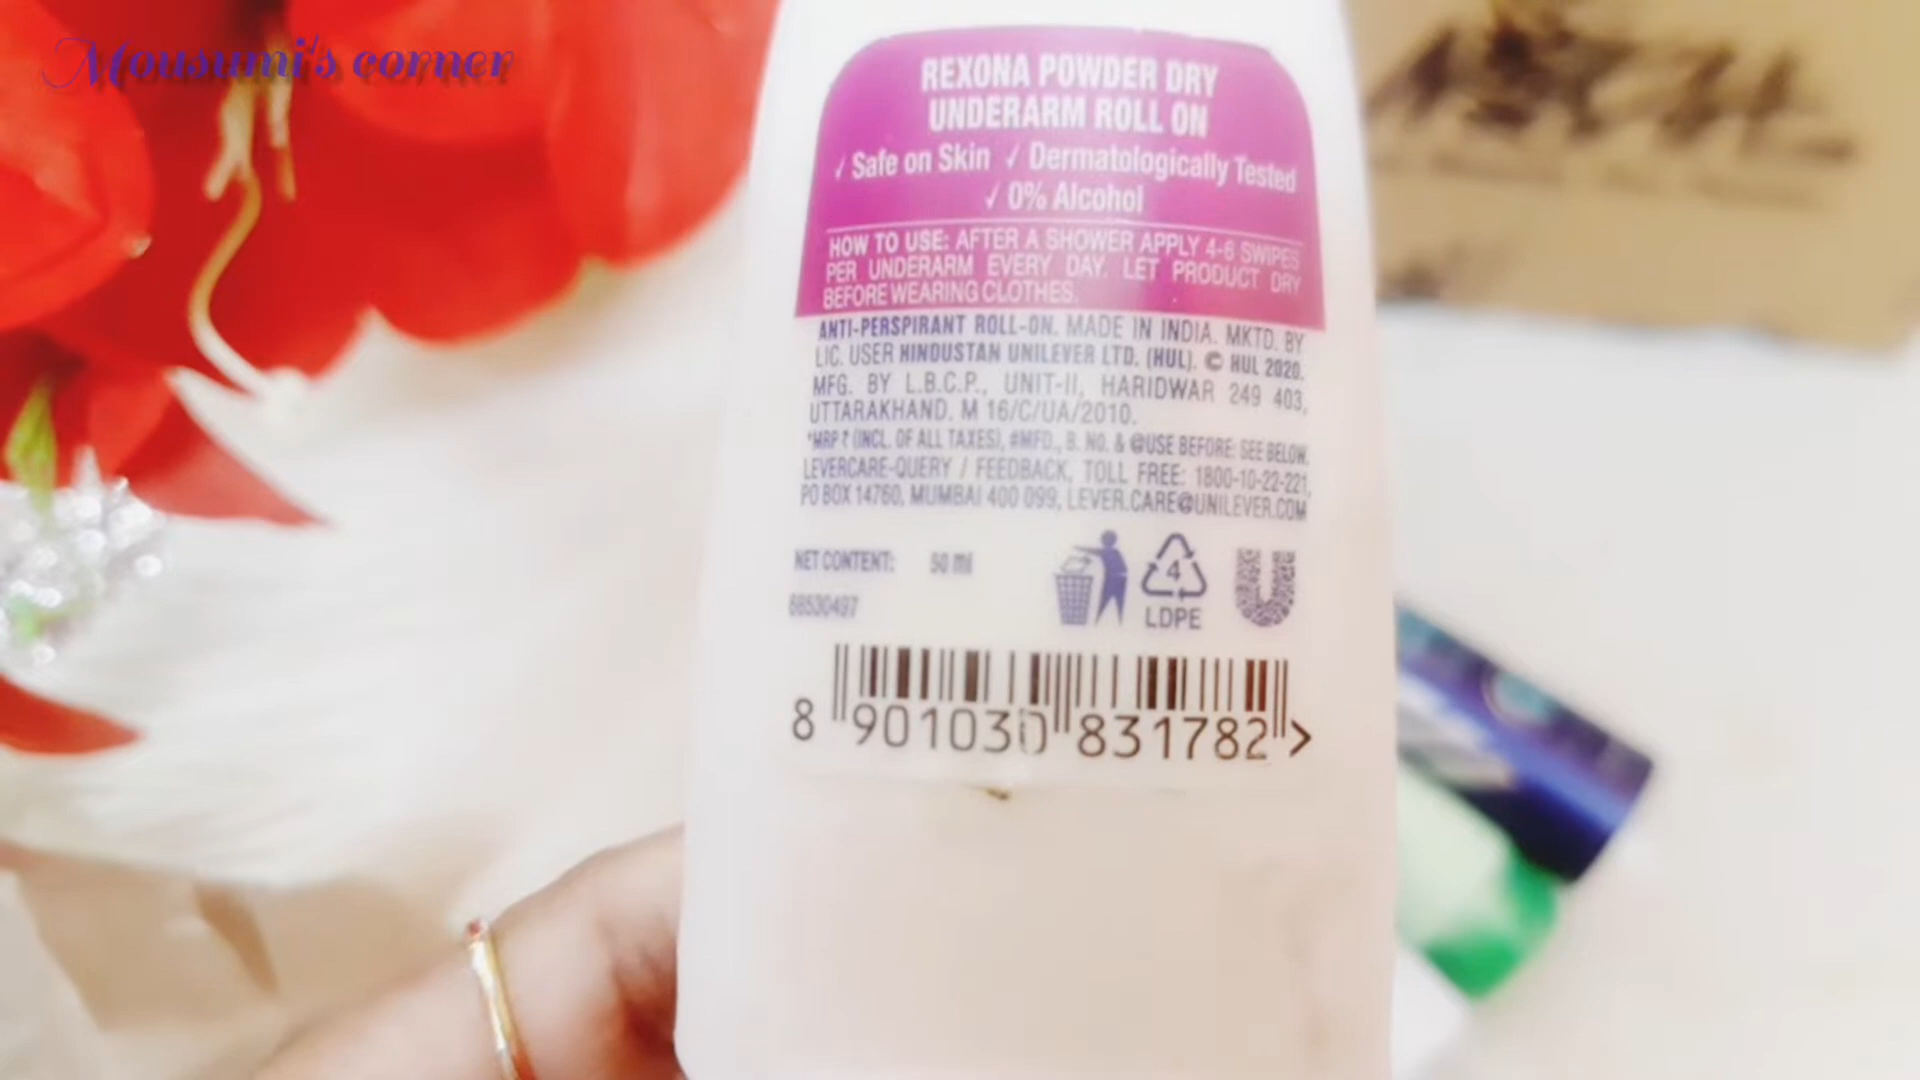 Mousumi's corner
REXONA POWDER DRY
UNDERARM ROLL ON
✓ Safe on Skin ✓ Dermatologically Tested
✓ 0% Alcohol
HOW TO USE: AFTER A SHOWER APPLY 4-6 SWIPES
PER UNDERARM EVERY DAY. LET PRODUCT DRY
BEFORE WEARING CLOTHES.
ANTI-PERSPIRANT ROLL-ON. MADE IN INDIA. MKTD. BY
LIC. USER HINDUSTAN UNILEVER LTD. (HUL). © HUL 2020.
MFG. BY L.B.C.P., UNIT-II, HARIDWAR 249 403,
UTTARAKHAND. M 16/C/UA/2010.
*MRP ₹ (INCL. OF ALL TAXES), #MFD., B. NO. & @USE BEFORE: SEE BELOW.
LEVERCARE-QUERY / FEEDBACK, TOLL FREE: 1800-10-22-221,
PO BOX 14760, MUMBAI 400 099, LEVER.CARE@UNILEVER.COM
NET CONTENT: 50 ml
68530497
4
LDPE
8 901030 831782 >